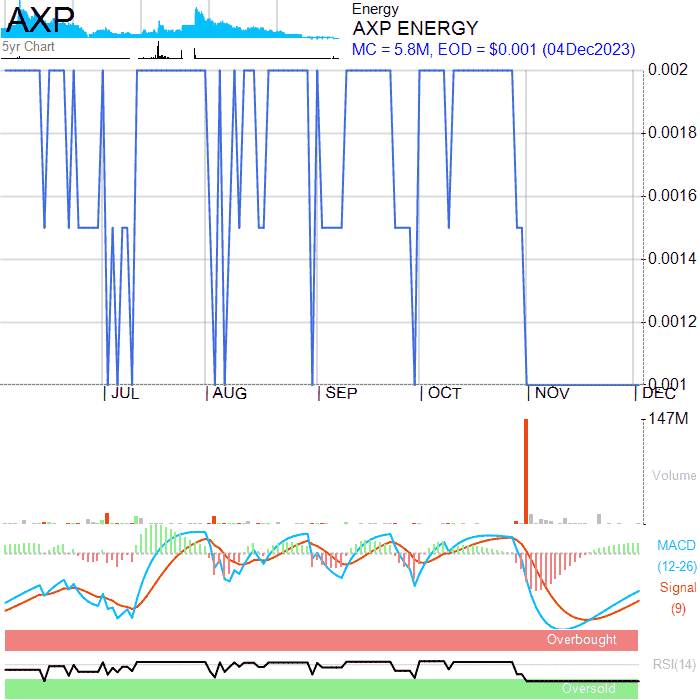 AXP
5yr Chart
Energy
AXP ENERGY
MC = 5.8M, EOD = $0.001 (04Dec2023)
0.002
0.0018
0.0016
0.0014
0.0012
0.001
JUL AUG SEP OCT NOV DEC
147M
Volume
MACD
(12-26)
Signal
(9)
Overbought
RSI(14)
Oversold